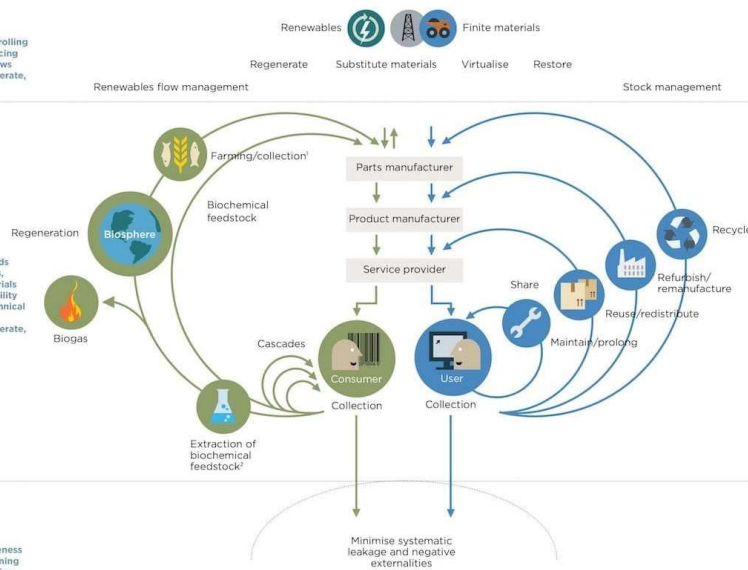 Renewables
Finite materials
Regenerate
Substitute materials
Virtualise
Restore
Renewables flow management
Stock management
Farming/collection¹
Parts manufacturer
Biochemical
feedstock
Product manufacturer
Regeneration
Biosphere
Recycle
Service provider
Refurbish/
remanufacture
Share
Reuse/redistribute
Biogas
Cascades
Maintain/prolong
Consumer
User
Collection
Collection
Extraction of
biochemical
feedstock²
Minimise systematic
leakage and negative
externalities